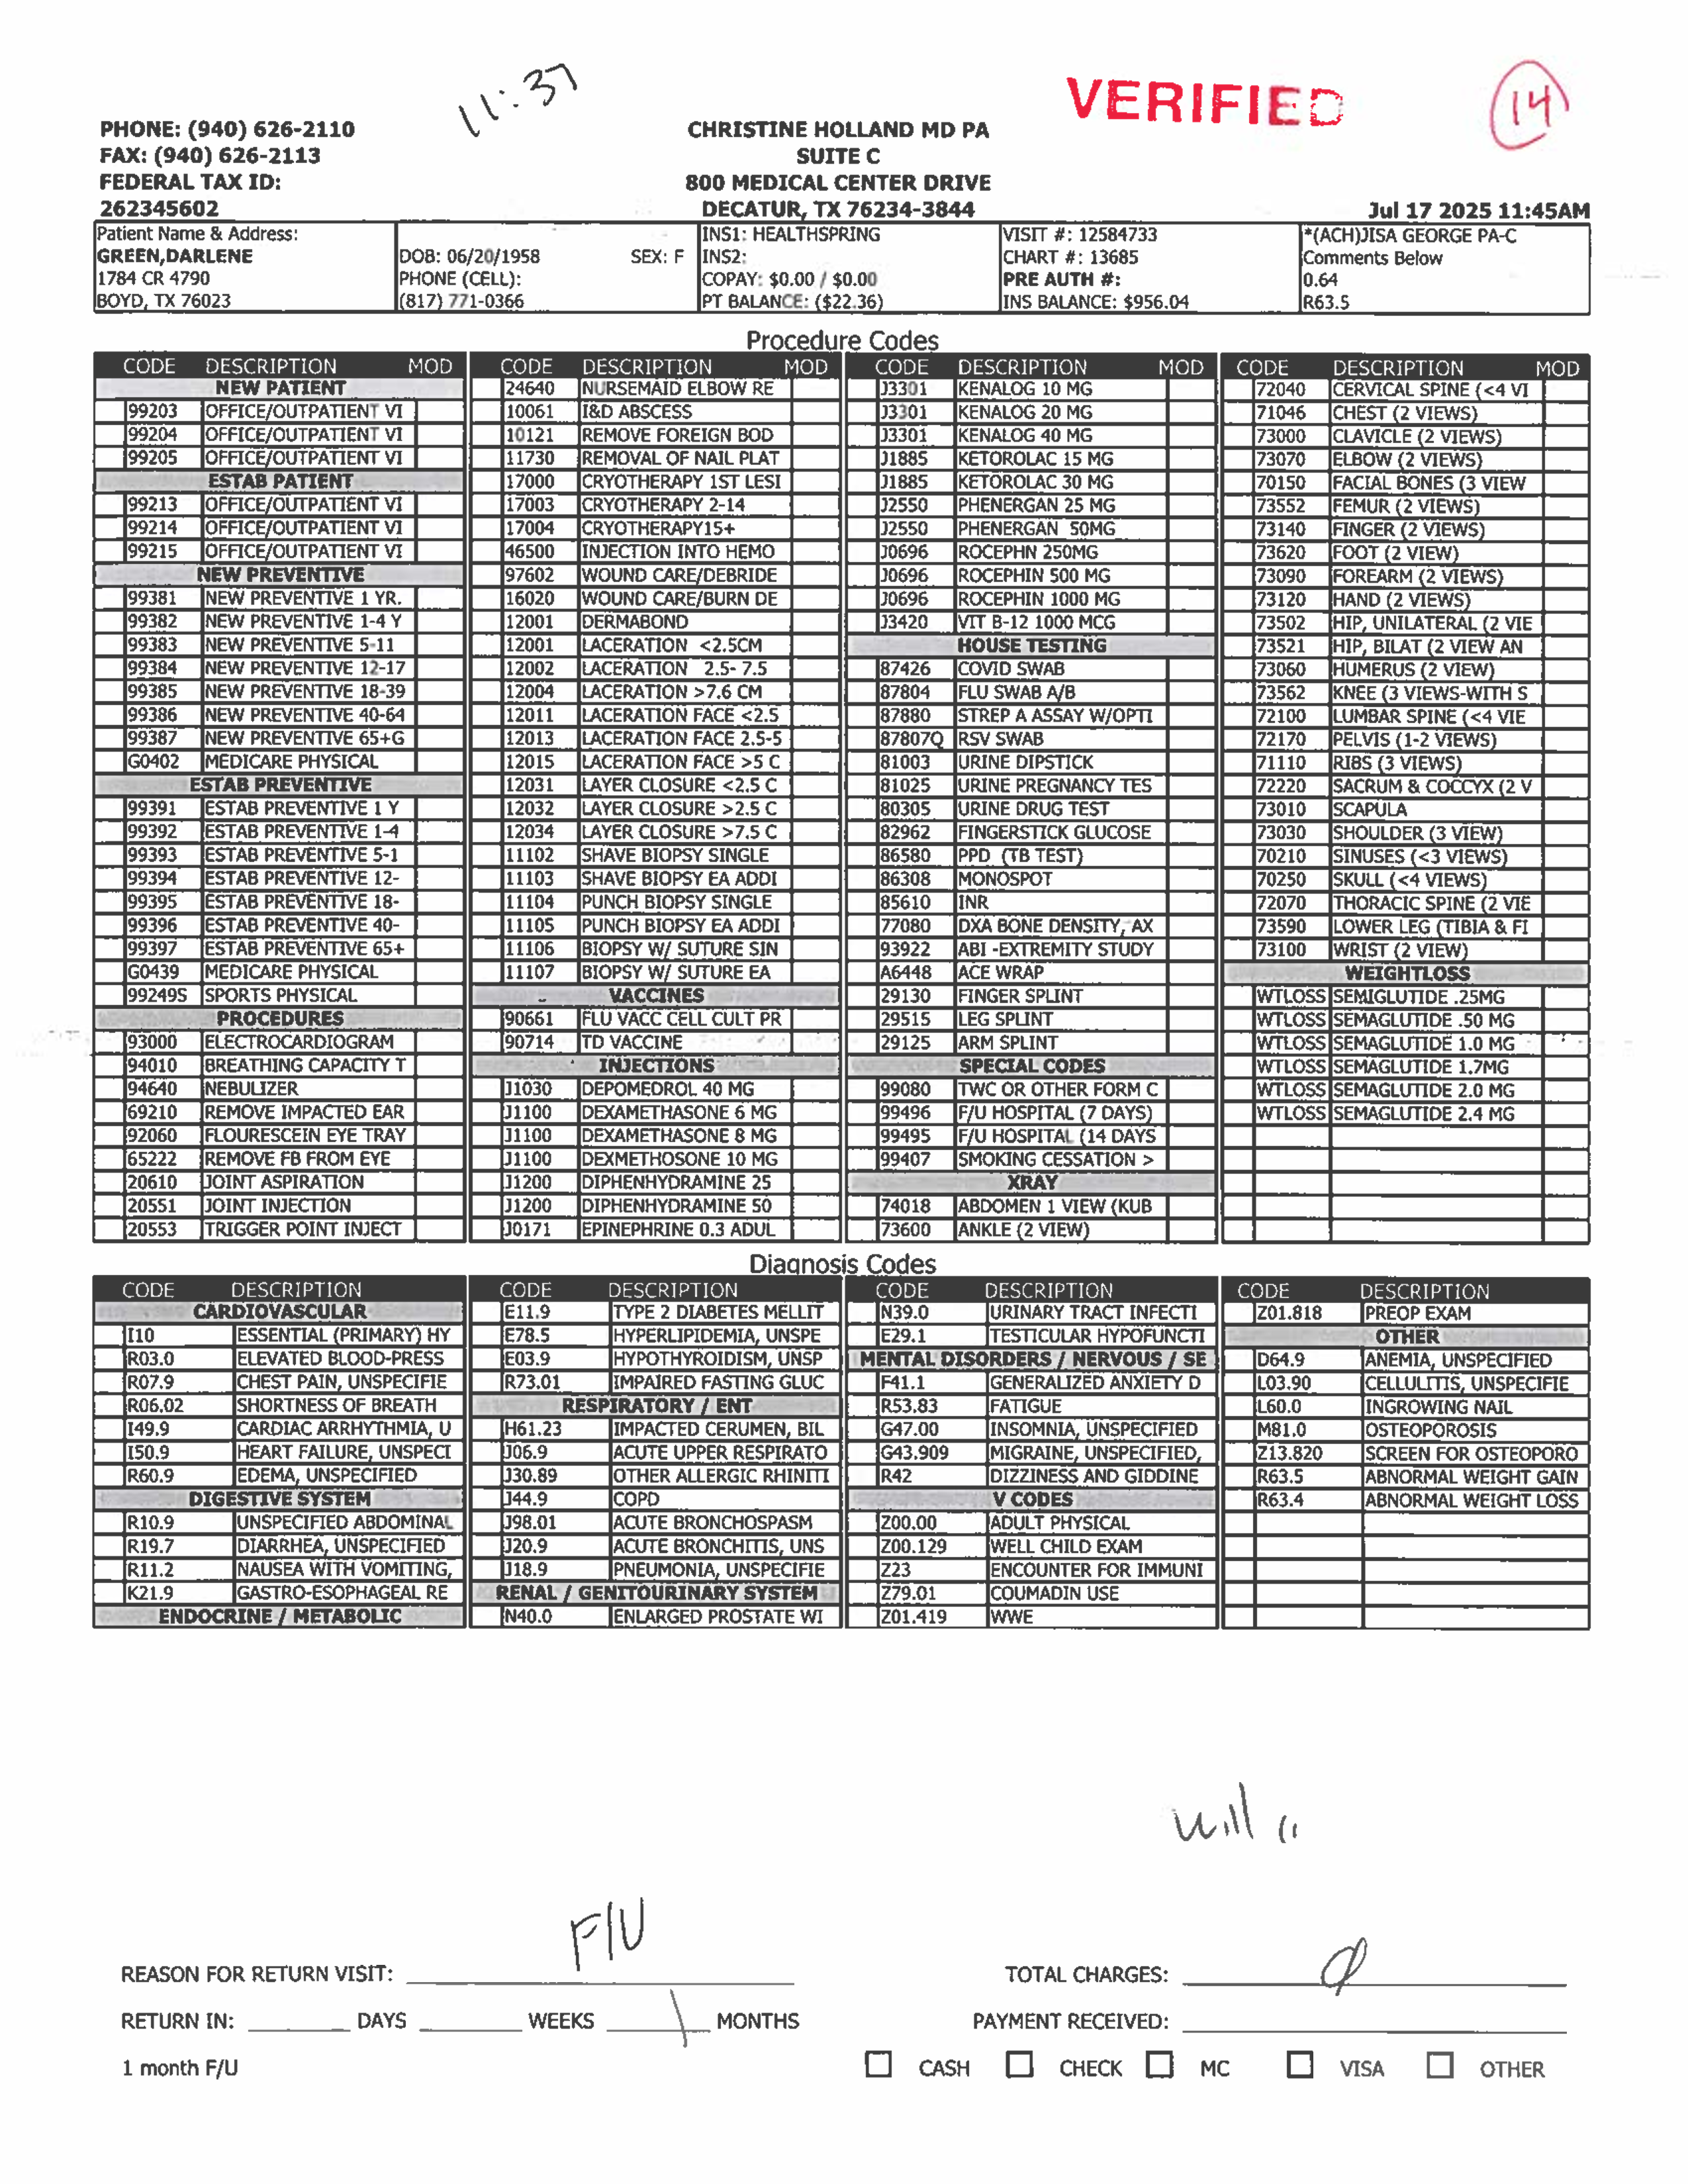 11:37
VERIFIED
14
PHONE: (940) 626-2110
FAX: (940) 626-2113
FEDERAL TAX ID:
262345602
CHRISTINE HOLLAND MD PA
SUITE C
800 MEDICAL CENTER DRIVE
DECATUR, TX 76234-3844
Jul 17 2025 11:45AM
Patient Name & Address:
GREEN,DARLENE
1784 CR 4790
BOYD, TX 76023
DOB: 06/20/1958 SEX: F
PHONE (CELL):
(817) 771-0366
INS1: HEALTHSPRING
INS2:
COPAY: $0.00 / $0.00
PT BALANCE: ($22.36)
VISIT #: 12584733
CHART #: 13685
PRE AUTH #:
INS BALANCE: $956.04
*(ACH)JISA GEORGE PA-C
Comments Below
0.64
R63.5
Procedure Codes
CODE DESCRIPTION MOD
NEW PATIENT
99203 OFFICE/OUTPATIENT VI
99204 OFFICE/OUTPATIENT VI
99205 OFFICE/OUTPATIENT VI
ESTAB PATIENT
99213 OFFICE/OUTPATIENT VI
99214 OFFICE/OUTPATIENT VI
99215 OFFICE/OUTPATIENT VI
NEW PREVENTIVE
99381 NEW PREVENTIVE 1 YR.
99382 NEW PREVENTIVE 1-4 Y
99383 NEW PREVENTIVE 5-11
99384 NEW PREVENTIVE 12-17
99385 NEW PREVENTIVE 18-39
99386 NEW PREVENTIVE 40-64
99387 NEW PREVENTIVE 65+G
G0402 MEDICARE PHYSICAL
ESTAB PREVENTIVE
99391 ESTAB PREVENTIVE 1 Y
99392 ESTAB PREVENTIVE 1-4
99393 ESTAB PREVENTIVE 5-1
99394 ESTAB PREVENTIVE 12-
99395 ESTAB PREVENTIVE 18-
99396 ESTAB PREVENTIVE 40-
99397 ESTAB PREVENTIVE 65+
G0439 MEDICARE PHYSICAL
99249S SPORTS PHYSICAL
PROCEDURES
93000 ELECTROCARDIOGRAM
94010 BREATHING CAPACITY T
94640 NEBULIZER
69210 REMOVE IMPACTED EAR
92060 FLOURESCEIN EYE TRAY
65222 REMOVE FB FROM EYE
20610 JOINT ASPIRATION
20551 JOINT INJECTION
20553 TRIGGER POINT INJECT
CODE DESCRIPTION MOD
24640 NURSEMAID ELBOW RE
10061 I&D ABSCESS
10121 REMOVE FOREIGN BOD
11730 REMOVAL OF NAIL PLAT
17000 CRYOTHERAPY 1ST LESI
17003 CRYOTHERAPY 2-14
17004 CRYOTHERAPY15+
46500 INJECTION INTO HEMO
97602 WOUND CARE/DEBRIDE
16020 WOUND CARE/BURN DE
12001 DERMABOND
12001 LACERATION <2.5CM
12002 LACERATION 2.5- 7.5
12004 LACERATION >7.6 CM
12011 LACERATION FACE <2.5
12013 LACERATION FACE 2.5-5
12015 LACERATION FACE >5 C
12031 LAYER CLOSURE <2.5 C
12032 LAYER CLOSURE >2.5 C
12034 LAYER CLOSURE >7.5 C
11102 SHAVE BIOPSY SINGLE
11103 SHAVE BIOPSY EA ADDI
11104 PUNCH BIOPSY SINGLE
11105 PUNCH BIOPSY EA ADDI
11106 BIOPSY W/ SUTURE SIN
11107 BIOPSY W/ SUTURE EA
VACCINES
90661 FLU VACC CELL CULT PR
90714 TD VACCINE
INJECTIONS
J1030 DEPOMEDROL 40 MG
J1100 DEXAMETHASONE 6 MG
J1100 DEXAMETHASONE 8 MG
J1100 DEXMETHOSONE 10 MG
J1200 DIPHENHYDRAMINE 25
J1200 DIPHENHYDRAMINE 50
J0171 EPINEPHRINE 0.3 ADUL
CODE DESCRIPTION MOD
J3301 KENALOG 10 MG
J3301 KENALOG 20 MG
J3301 KENALOG 40 MG
J1885 KETOROLAC 15 MG
J1885 KETOROLAC 30 MG
J2550 PHENERGAN 25 MG
J2550 PHENERGAN 50MG
J0696 ROCEPHN 250MG
J0696 ROCEPHIN 500 MG
J0696 ROCEPHIN 1000 MG
J3420 VIT B-12 1000 MCG
HOUSE TESTING
87426 COVID SWAB
87804 FLU SWAB A/B
87880 STREP A ASSAY W/OPTI
87807Q RSV SWAB
81003 URINE DIPSTICK
81025 URINE PREGNANCY TES
80305 URINE DRUG TEST
82962 FINGERSTICK GLUCOSE
86580 PPD (TB TEST)
86308 MONOSPOT
85610 INR
77080 DXA BONE DENSITY, AX
93922 ABI -EXTREMITY STUDY
A6448 ACE WRAP
29130 FINGER SPLINT
29515 LEG SPLINT
29125 ARM SPLINT
SPECIAL CODES
99080 TWC OR OTHER FORM C
99496 F/U HOSPITAL (7 DAYS)
99495 F/U HOSPITAL (14 DAYS
99407 SMOKING CESSATION >
XRAY
74018 ABDOMEN 1 VIEW (KUB
73600 ANKLE (2 VIEW)
CODE DESCRIPTION MOD
72040 CERVICAL SPINE (<4 VI
71046 CHEST (2 VIEWS)
73000 CLAVICLE (2 VIEWS)
73070 ELBOW (2 VIEWS)
70150 FACIAL BONES (3 VIEW
73552 FEMUR (2 VIEWS)
73140 FINGER (2 VIEWS)
73620 FOOT (2 VIEW)
73090 FOREARM (2 VIEWS)
73120 HAND (2 VIEWS)
73502 HIP, UNILATERAL (2 VIE
73521 HIP, BILAT (2 VIEW AN
73060 HUMERUS (2 VIEW)
73562 KNEE (3 VIEWS-WITH S
72100 LUMBAR SPINE (<4 VIE
72170 PELVIS (1-2 VIEWS)
71110 RIBS (3 VIEWS)
72220 SACRUM & COCCYX (2 V
73010 SCAPULA
73030 SHOULDER (3 VIEW)
70210 SINUSES (<3 VIEWS)
70250 SKULL (<4 VIEWS)
72070 THORACIC SPINE (2 VIE
73590 LOWER LEG (TIBIA & FI
73100 WRIST (2 VIEW)
WEIGHTLOSS
WTLOSS SEMIGLUTIDE .25MG
WTLOSS SEMAGLUTIDE .50 MG
WTLOSS SEMAGLUTIDE 1.0 MG
WTLOSS SEMAGLUTIDE 1.7MG
WTLOSS SEMAGLUTIDE 2.0 MG
WTLOSS SEMAGLUTIDE 2.4 MG
Diagnosis Codes
CODE DESCRIPTION
CARDIOVASCULAR
I10 ESSENTIAL (PRIMARY) HY
R03.0 ELEVATED BLOOD-PRESS
R07.9 CHEST PAIN, UNSPECIFIE
R06.02 SHORTNESS OF BREATH
I49.9 CARDIAC ARRHYTHMIA, U
I50.9 HEART FAILURE, UNSPECI
R60.9 EDEMA, UNSPECIFIED
DIGESTIVE SYSTEM
R10.9 UNSPECIFIED ABDOMINAL
R19.7 DIARRHEA, UNSPECIFIED
R11.2 NAUSEA WITH VOMITING,
K21.9 GASTRO-ESOPHAGEAL RE
ENDOCRINE / METABOLIC
CODE DESCRIPTION
E11.9 TYPE 2 DIABETES MELLIT
E78.5 HYPERLIPIDEMIA, UNSPE
E03.9 HYPOTHYROIDISM, UNSP
R73.01 IMPAIRED FASTING GLUC
RESPIRATORY / ENT
H61.23 IMPACTED CERUMEN, BIL
J06.9 ACUTE UPPER RESPIRATO
J30.89 OTHER ALLERGIC RHINITI
J44.9 COPD
J98.01 ACUTE BRONCHOSPASM
J20.9 ACUTE BRONCHITIS, UNS
J18.9 PNEUMONIA, UNSPECIFIE
RENAL / GENITOURINARY SYSTEM
N40.0 ENLARGED PROSTATE WI
CODE DESCRIPTION
N39.0 URINARY TRACT INFECTI
E29.1 TESTICULAR HYPOFUNCTI
MENTAL DISORDERS / NERVOUS / SE
F41.1 GENERALIZED ANXIETY D
R53.83 FATIGUE
G47.00 INSOMNIA, UNSPECIFIED
G43.909 MIGRAINE, UNSPECIFIED,
R42 DIZZINESS AND GIDDINE
V CODES
Z00.00 ADULT PHYSICAL
Z00.129 WELL CHILD EXAM
Z23 ENCOUNTER FOR IMMUNI
Z79.01 COUMADIN USE
Z01.419 WWE
CODE DESCRIPTION
Z01.818 PREOP EXAM
OTHER
D64.9 ANEMIA, UNSPECIFIED
L03.90 CELLULITIS, UNSPECIFIE
L60.0 INGROWING NAIL
M81.0 OSTEOPOROSIS
Z13.820 SCREEN FOR OSTEOPORO
R63.5 ABNORMAL WEIGHT GAIN
R63.4 ABNORMAL WEIGHT LOSS
will
REASON FOR RETURN VISIT: F/U
TOTAL CHARGES:
RETURN IN: DAYS WEEKS 1 MONTHS
PAYMENT RECEIVED:
1 month F/U
CASH CHECK MC VISA OTHER